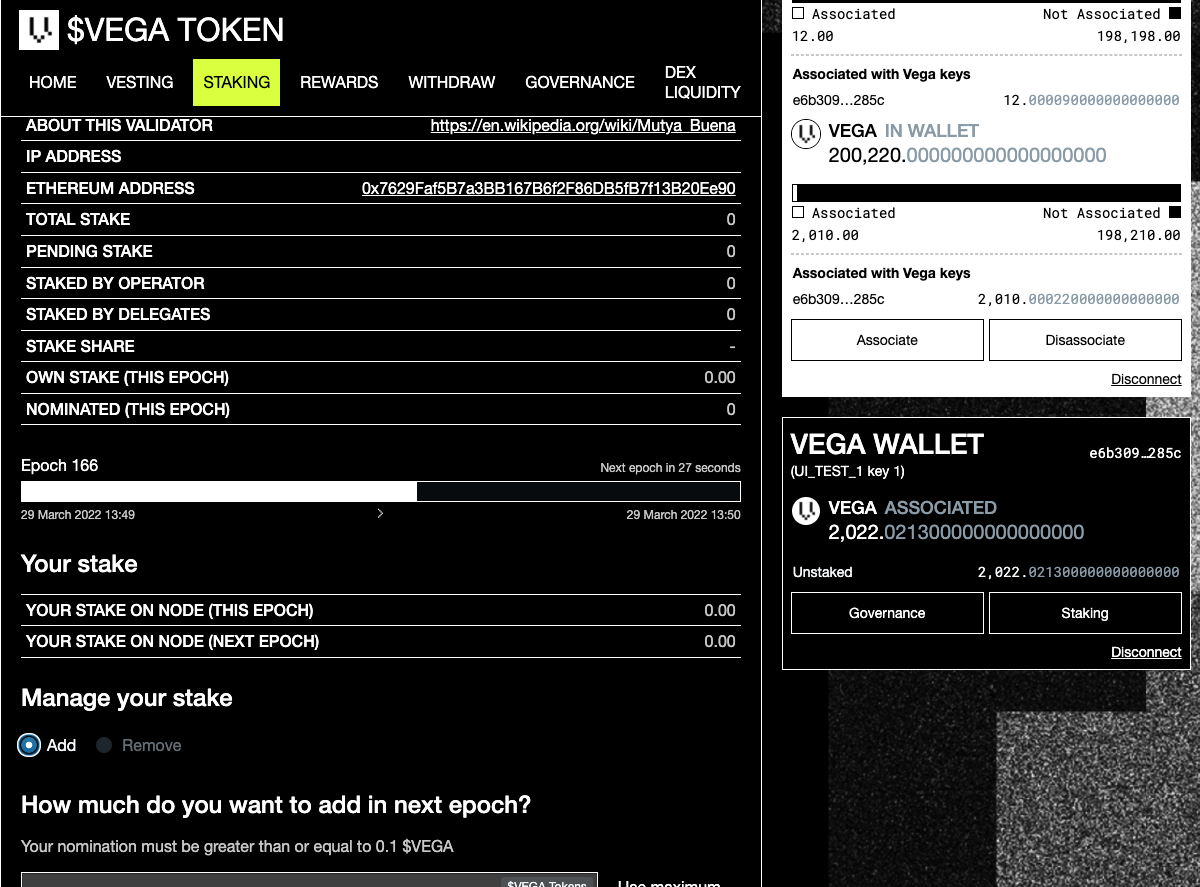 $VEGA TOKEN
HOME VESTING STAKING REWARDS WITHDRAW GOVERNANCE DEX LIQUIDITY
ABOUT THIS VALIDATOR https://en.wikipedia.org/wiki/Mutya_Buena
IP ADDRESS
ETHEREUM ADDRESS 0x7629Faf5B7a3BB167B6f2F86DB5fB7f13B20Ee90
TOTAL STAKE 0
PENDING STAKE 0
STAKED BY OPERATOR 0
STAKED BY DELEGATES 0
STAKE SHARE -
OWN STAKE (THIS EPOCH) 0.00
NOMINATED (THIS EPOCH) 0
Epoch 166 Next epoch in 27 seconds
29 March 2022 13:49 > 29 March 2022 13:50
Your stake
YOUR STAKE ON NODE (THIS EPOCH) 0.00
YOUR STAKE ON NODE (NEXT EPOCH) 0.00
Manage your stake
Add Remove
How much do you want to add in next epoch?
Your nomination must be greater than or equal to 0.1 $VEGA
$VEGA Tokens Use maximum
Associated Not Associated
12.00 198,198.00
Associated with Vega keys
e6b309…285c 12.000090000000000000
VEGA IN WALLET
200,220.000000000000000000
Associated Not Associated
2,010.00 198,210.00
Associated with Vega keys
e6b309…285c 2,010.000220000000000000
Associate Disassociate
Disconnect
VEGA WALLET e6b309…285c
(UI_TEST_1 key 1)
VEGA ASSOCIATED
2,022.021300000000000000
Unstaked 2,022.021300000000000000
Governance Staking
Disconnect